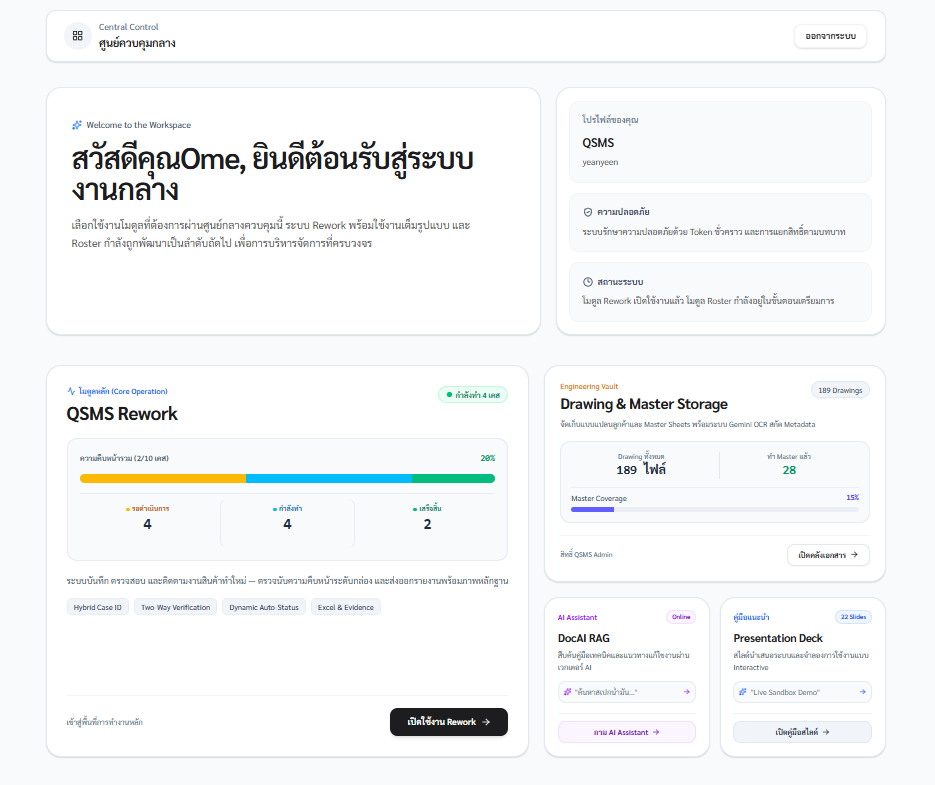 Central Control
ศูนย์ควบคุมกลาง
ออกจากระบบ
Welcome to the Workspace
สวัสดีคุณOme, ยินดีต้อนรับสู่ระบบ
งานกลาง
เลือกใช้งานโมดูลที่ต้องการผ่านศูนย์กลางควบคุมนี้ ระบบ Rework พร้อมใช้งานเต็มรูปแบบ และ
Roster กำลังถูกพัฒนาเป็นลำดับถัดไป เพื่อการบริหารจัดการที่ครบวงจร
โปรไฟล์ของคุณ
QSMS
yeanyeen
ความปลอดภัย
ระบบรักษาความปลอดภัยด้วย Token ชั่วคราว และการแยกสิทธิ์ตามบทบาท
สถานะระบบ
โมดูล Rework เปิดใช้งานแล้ว โมดูล Roster กำลังอยู่ในขั้นตอนเตรียมการ
โมดูลหลัก (Core Operation)
กำลังทำ 4 เคส
QSMS Rework
ความคืบหน้ารวม (2/10 เคส)
20%
รอดำเนินการ
4
กำลังทำ
4
เสร็จสิ้น
2
ระบบบันทึก ตรวจสอบ และติดตามงานสินค้าทำใหม่ — ตรวจนับความคืบหน้าระดับกล่อง และส่งออกรายงานพร้อมภาพหลักฐาน
Hybrid Case ID
Two-Way Verification
Dynamic Auto-Status
Excel & Evidence
เข้าสู่พื้นที่การทำงานหลัก
เปิดใช้งาน Rework →
Engineering Vault
189 Drawings
Drawing & Master Storage
จัดเก็บแบบแปลนลูกค้าและ Master Sheets พร้อมระบบ Gemini OCR สกัด Metadata
Drawing ทั้งหมด
189 ไฟล์
ทำ Master แล้ว
28
Master Coverage
15%
สิทธิ์ QSMS Admin
เปิดคลังเอกสาร →
AI Assistant
Online
DocAI RAG
สืบค้นคู่มือเทคนิคและแนวทางแก้ไขงานผ่าน
เวกเตอร์ AI
"ค้นหาสเปกน้ำมัน..." →
ถาม AI Assistant →
คู่มือแนะนำ
22 Slides
Presentation Deck
สไลด์นำเสนอระบบและจำลองการใช้งานแบบ
Interactive
"Live Sandbox Demo" →
เปิดคู่มือสไลด์ →